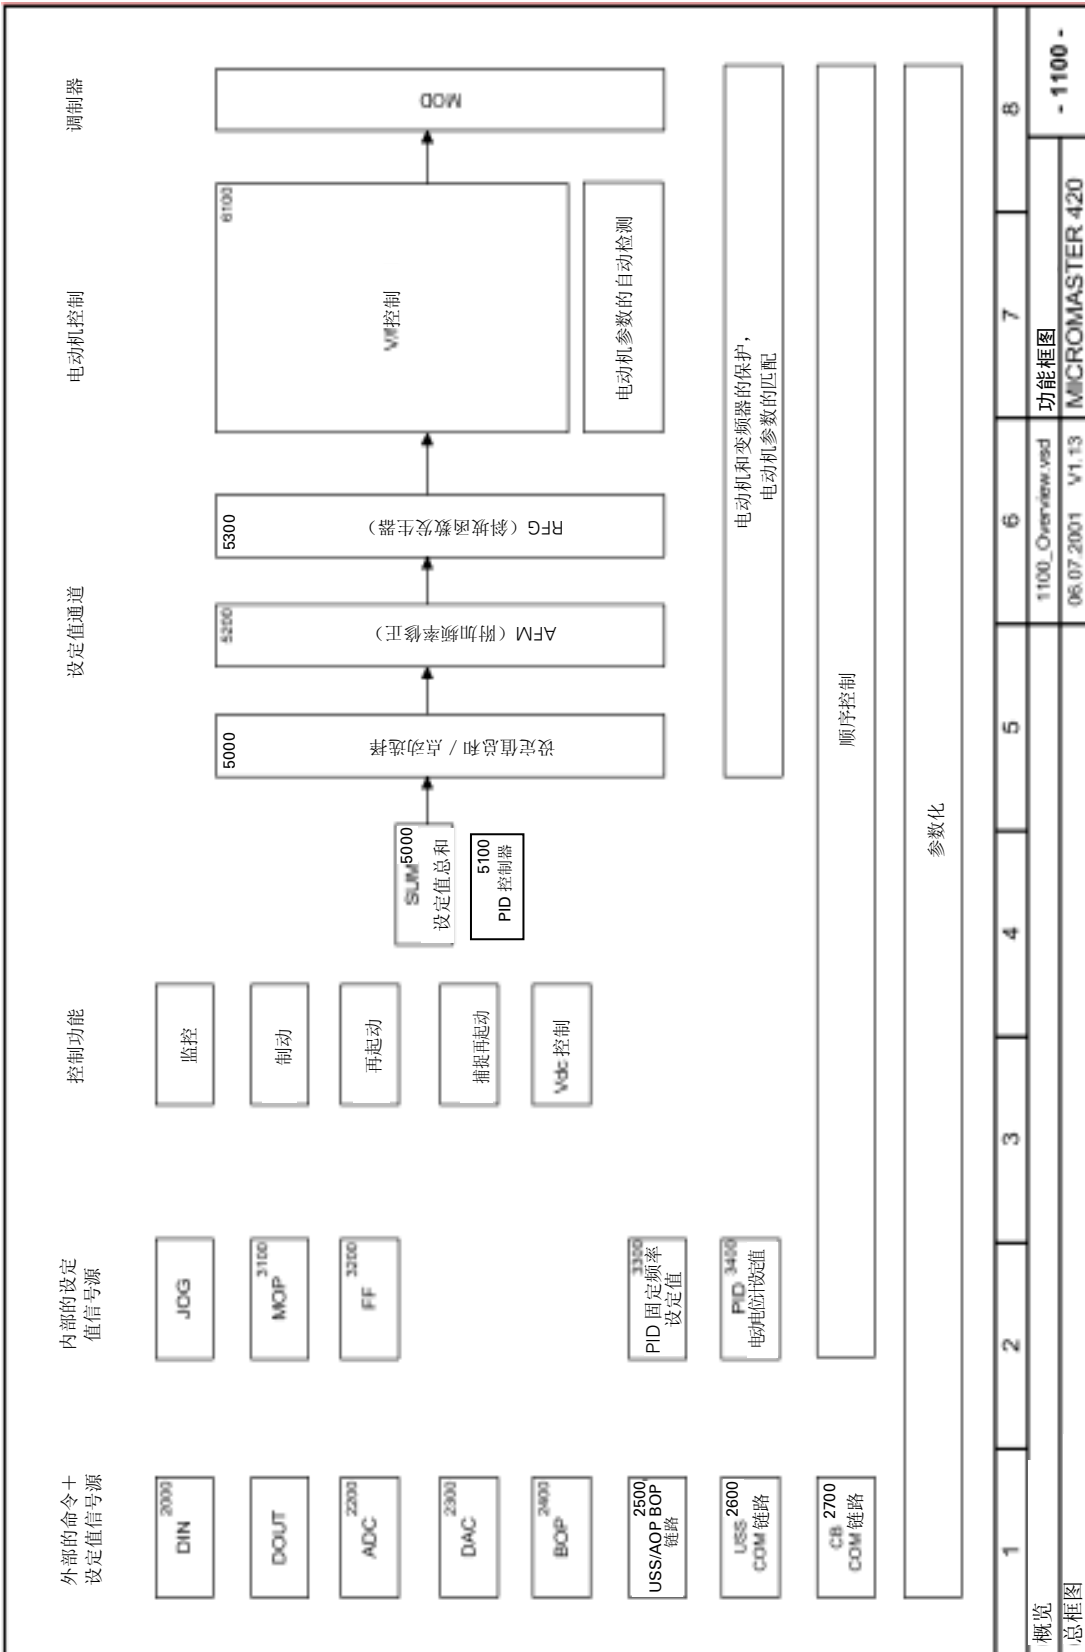 外部的命令＋
设定值信号源
内部的设定
值信号源
控制功能
设定值通道
电动机控制
调制器
DIN
2000
DOUT
ADC
2200
DAC
2300
BOP
2400
2500
USS/AOP BOP
链路
USS 2600
COM 链路
CB 2700
COM 链路
JOG
MOP
3100
FF
3200
3300
PID 固定频率
设定值
PID 3400
电动电位计设定值
监控
制动
再起动
捕捉再起动
Vdc 控制
SUM 5000
设定值总和
5100
PID 控制器
5000
设定值总和 / 点动选择
5200
AFM（附加频率修正）
5300
RFG（斜坡函数发生器）
6100
V/f控制
电动机参数的自动检测
MOD
电动机和变频器的保护，
电动机参数的匹配
顺序控制
参数化
1 2 3 4 5 6 7 8
概览
总框图
1100_Overview.vsd
06.07.2001 V1.13
功能框图
MICROMASTER 420
- 1100 -